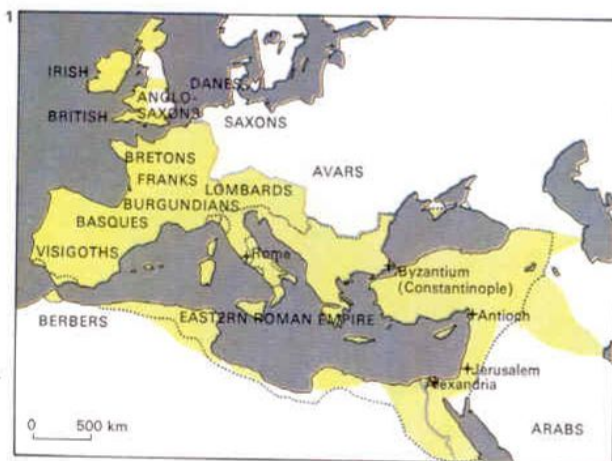 1
IRISH
DANES
ANGLO-
SAXONS
BRITISH
SAXONS
BRETONS
AVARS
FRANKS
LOMBARDS
BURGUNDIANS
BASQUES
VISIGOTHS
Rome
Byzantium
(Constantinople)
BERBERS
EASTERN ROMAN EMPIRE
Antioch
Jerusalem
Alexandria
ARABS
0 500 km